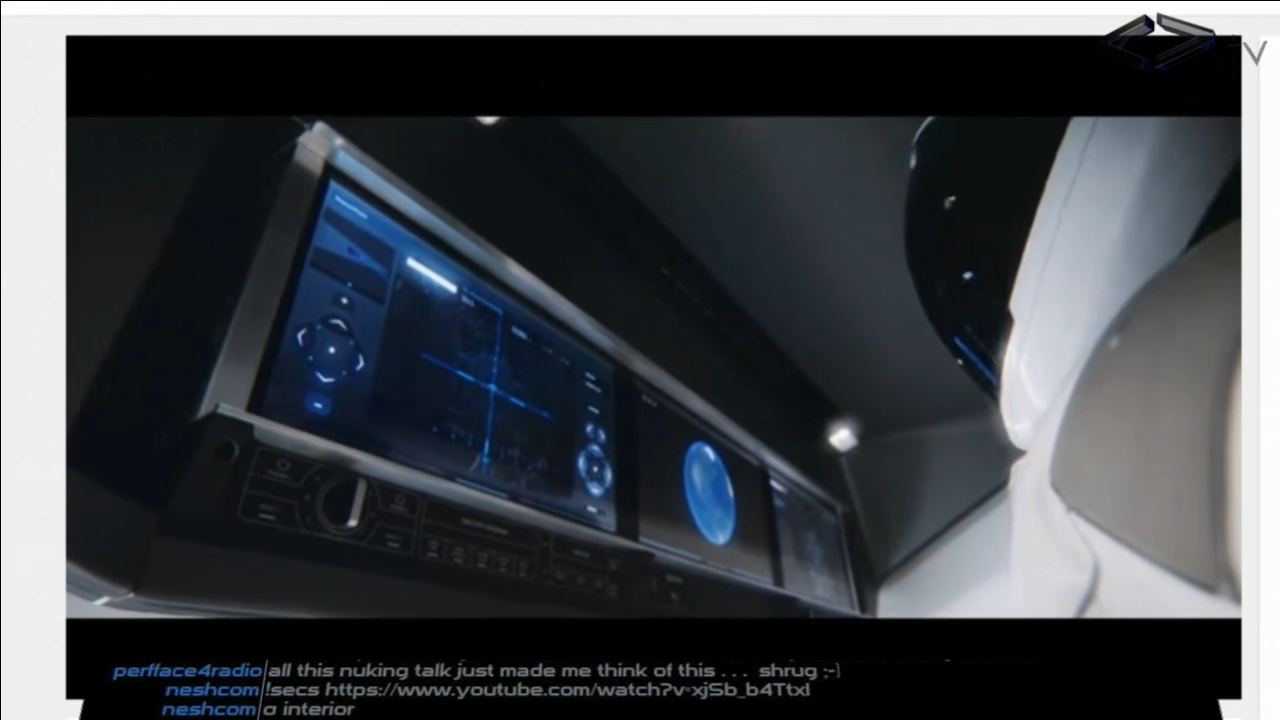 V
perfface4radio all this nuking talk just made me think of this . . . shrug ;-)
neshcom !secs https://www.youtube.com/watch?v=xjSb_b4TtxI
neshcom a interior